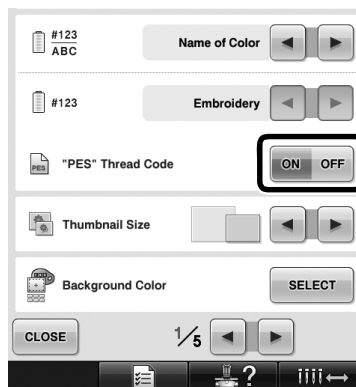 #123
ABC
Name of Color
#123
Embroidery
PES
"PES" Thread Code
ON OFF
Thumbnail Size
Background Color
SELECT
CLOSE
1/5
?